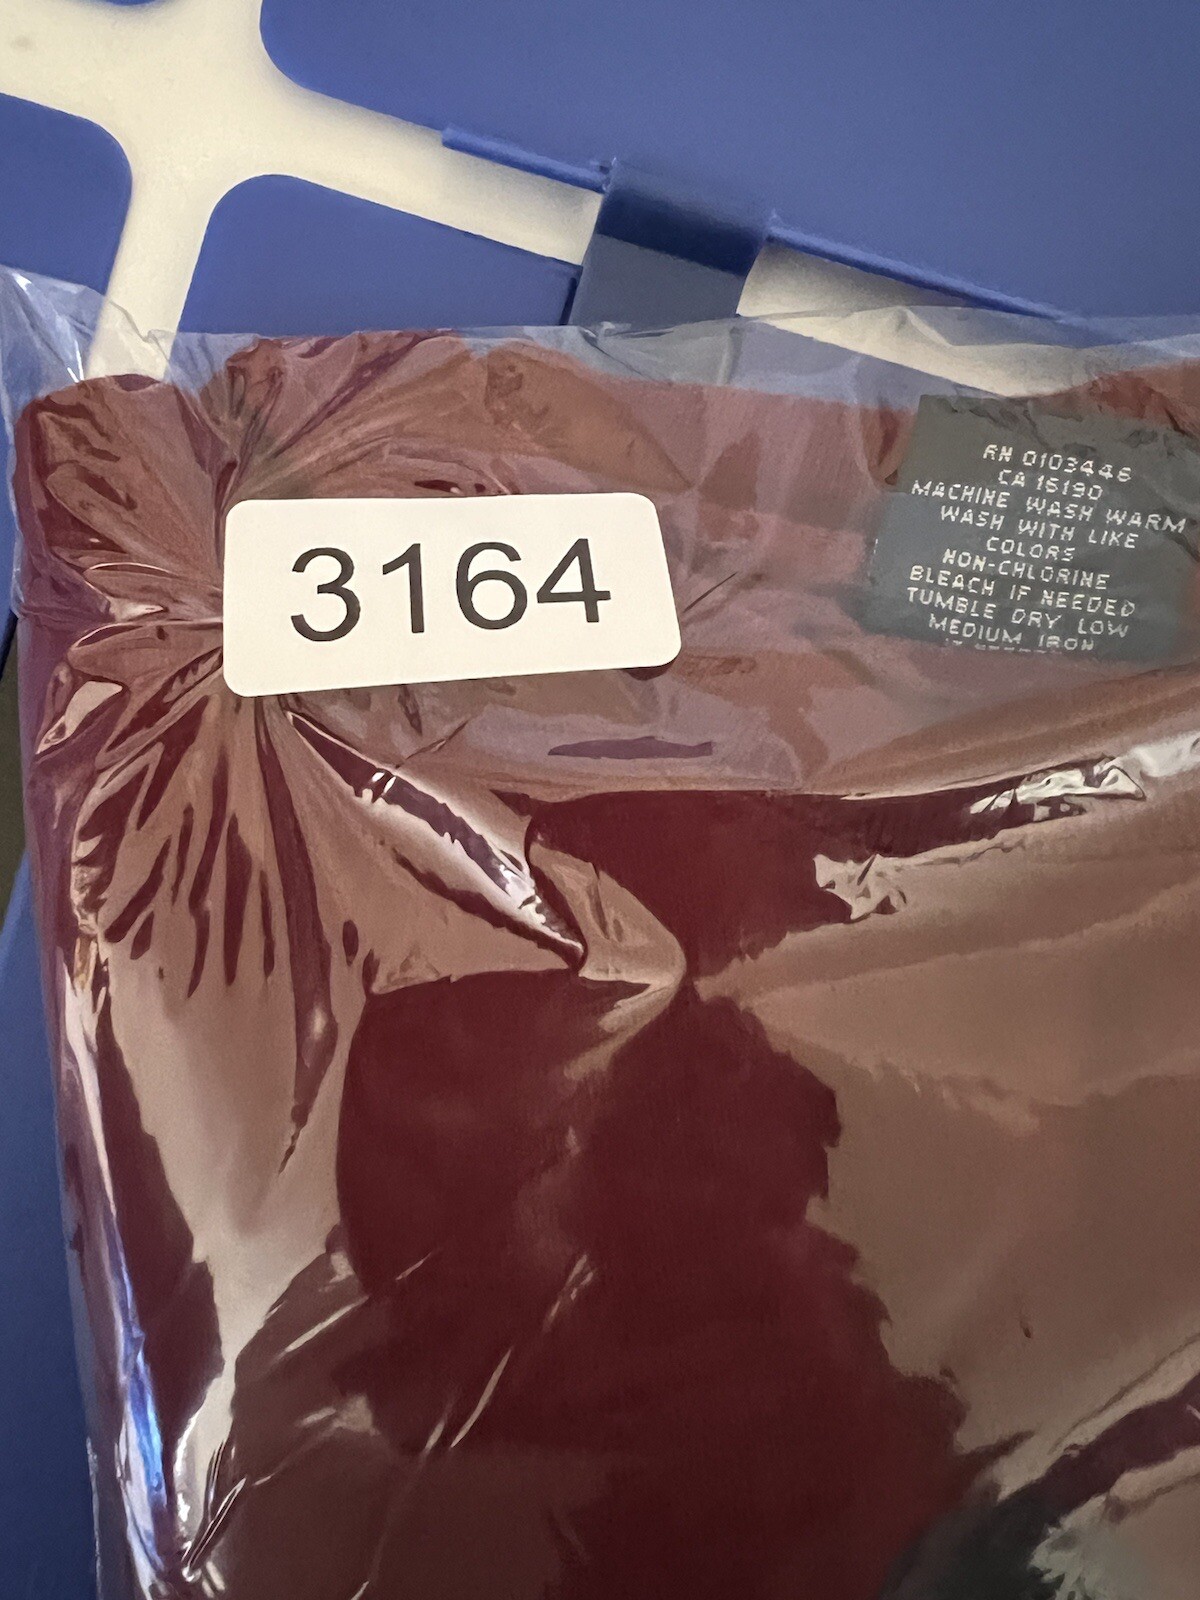 3164
RN 0103446
CA 16190
MACHINE WASH WARM
WASH WITH LIKE
COLORS
NON-CHLORINE
BLEACH IF NEEDED
TUMBLE DRY LOW
MEDIUM IRON